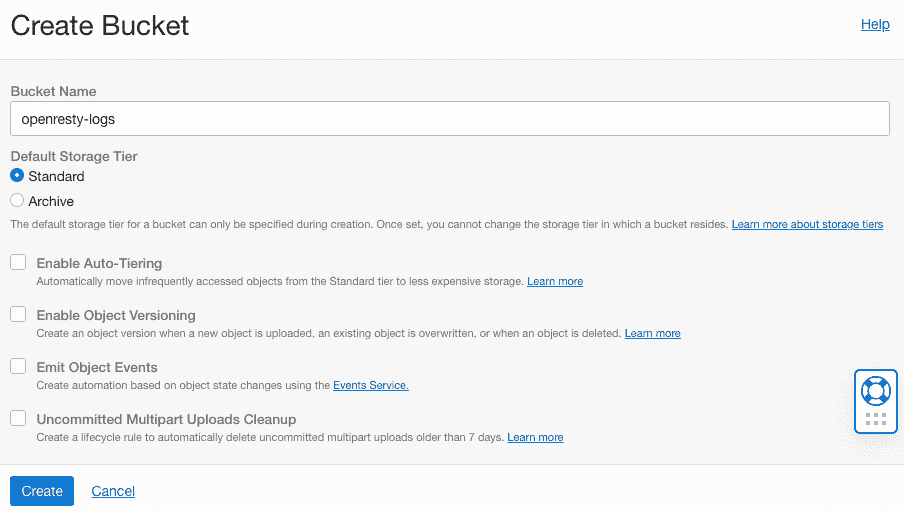 Create Bucket
Help
Bucket Name
openresty-logs
Default Storage Tier
Standard
Archive
The default storage tier for a bucket can only be specified during creation. Once set, you cannot change the storage tier in which a bucket resides. Learn more about storage tiers
Enable Auto-Tiering
Automatically move infrequently accessed objects from the Standard tier to less expensive storage. Learn more
Enable Object Versioning
Create an object version when a new object is uploaded, an existing object is overwritten, or when an object is deleted. Learn more
Emit Object Events
Create automation based on object state changes using the Events Service.
Uncommitted Multipart Uploads Cleanup
Create a lifecycle rule to automatically delete uncommitted multipart uploads older than 7 days. Learn more
Create Cancel